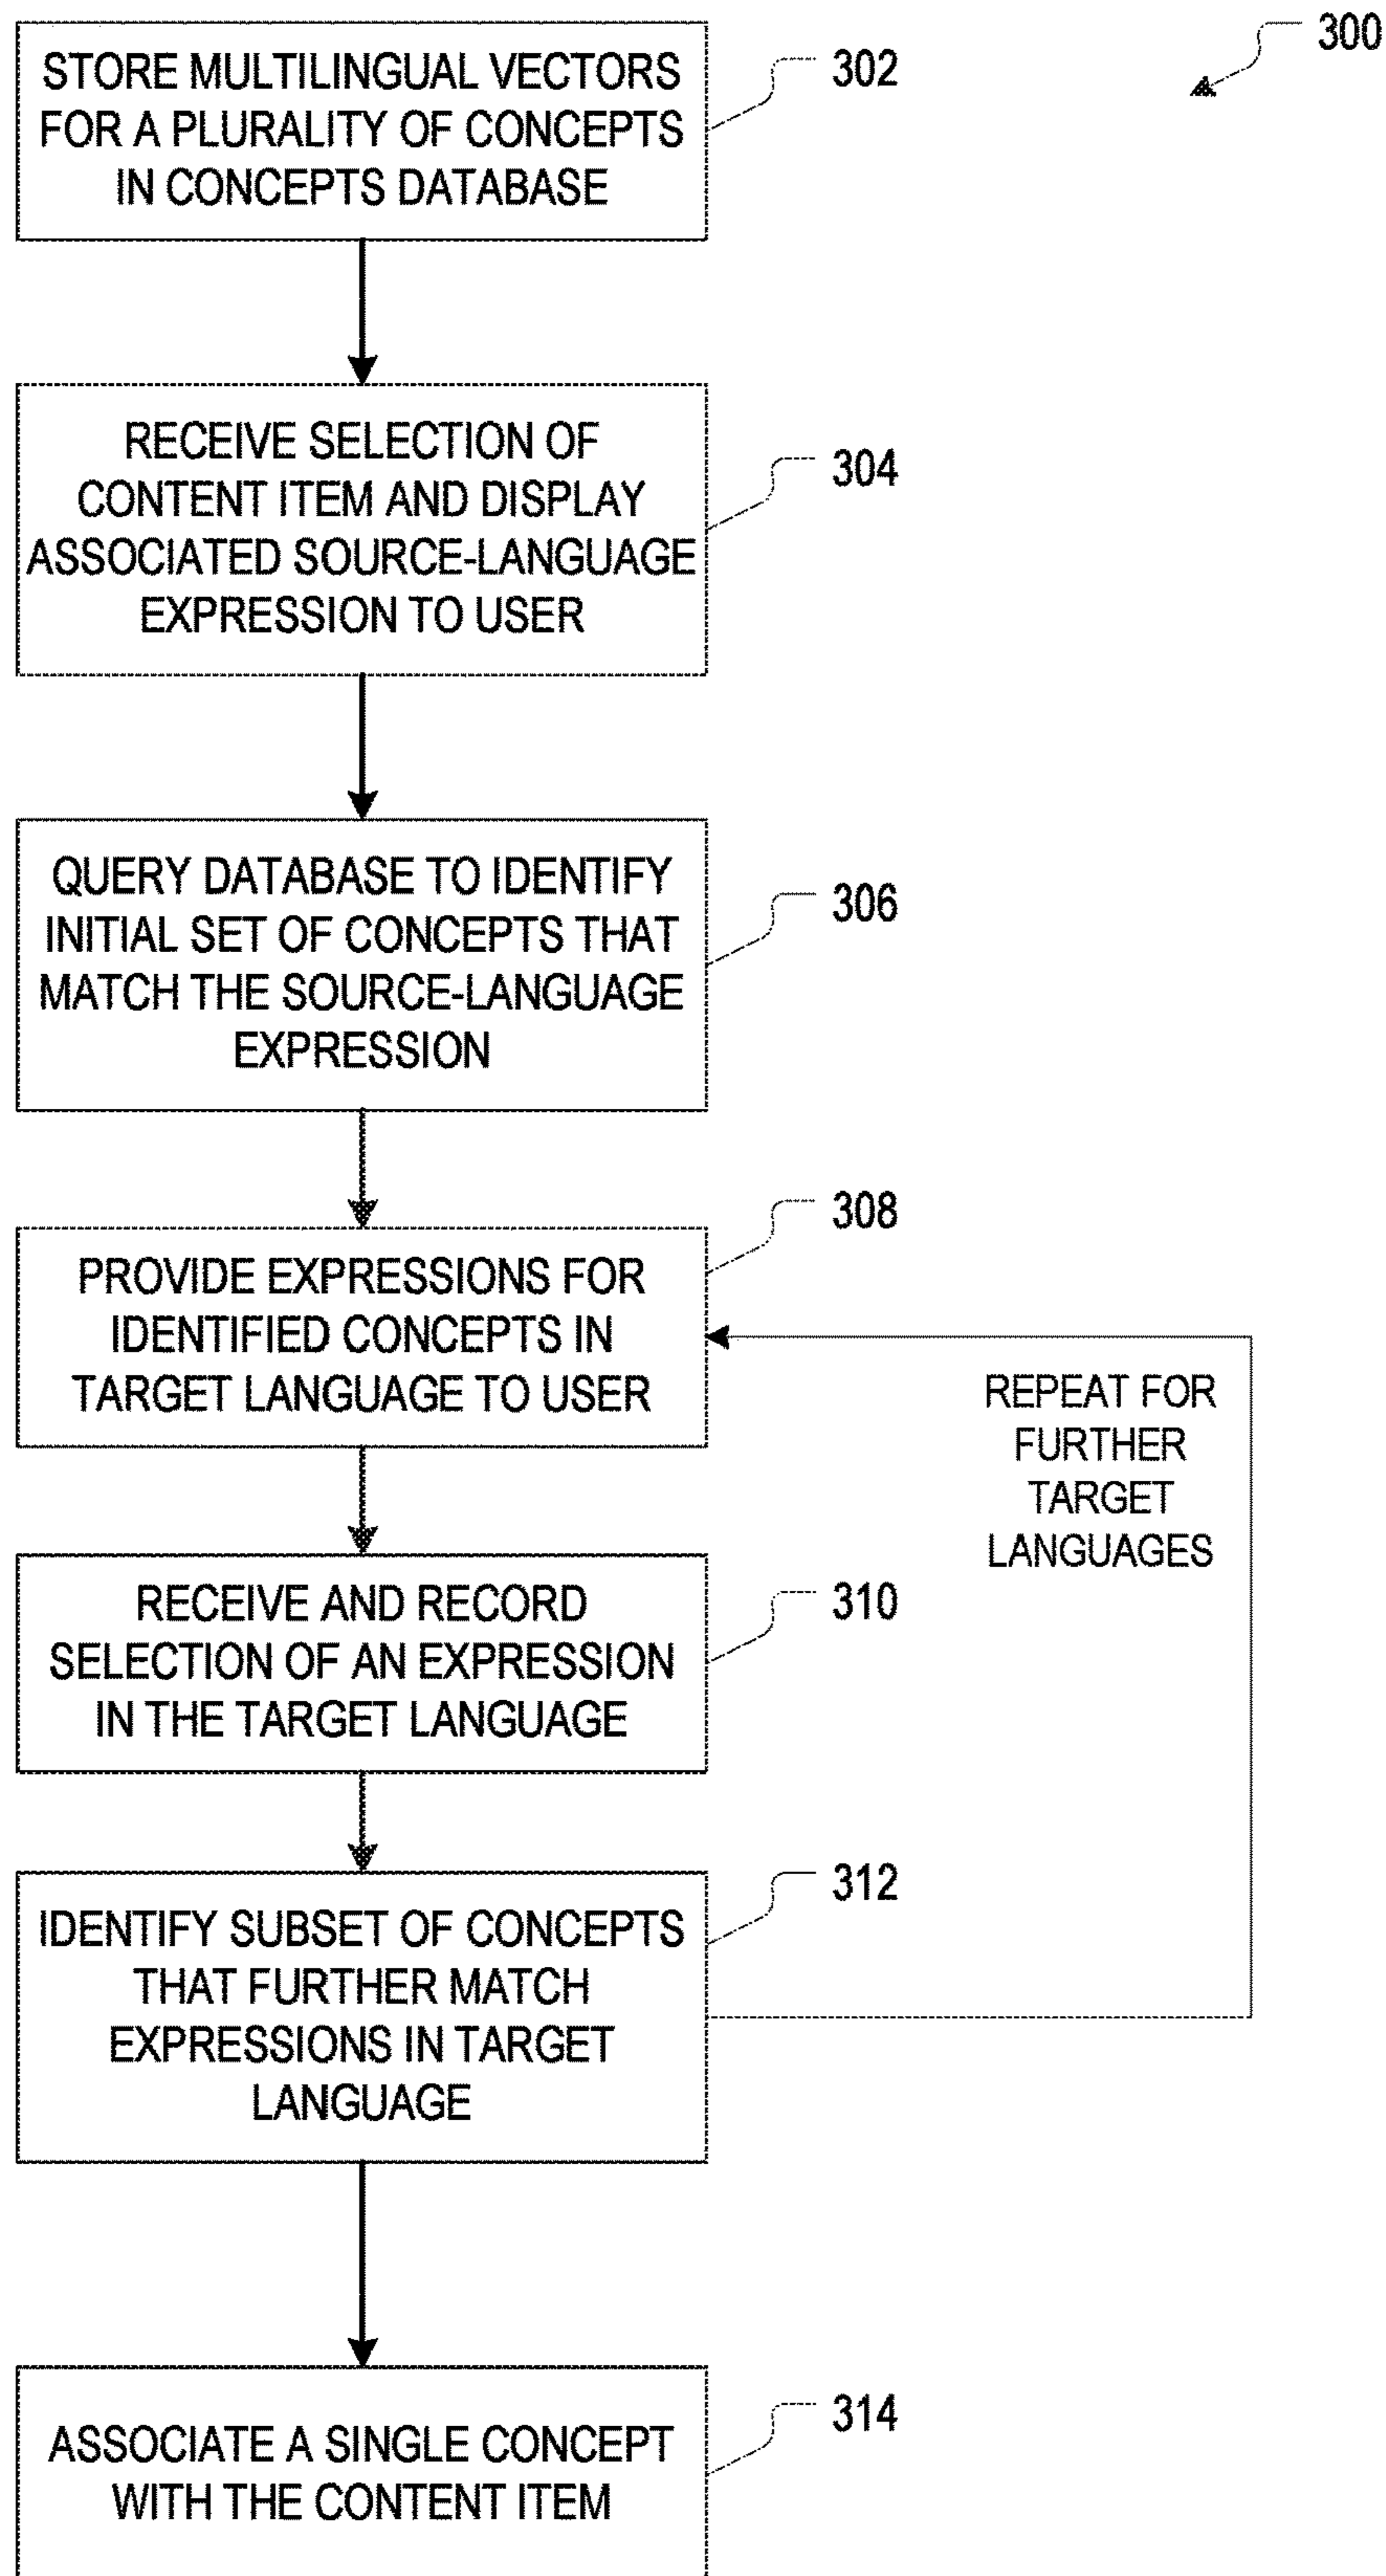 300
STORE MULTILINGUAL VECTORS
FOR A PLURALITY OF CONCEPTS
IN CONCEPTS DATABASE
302
RECEIVE SELECTION OF
CONTENT ITEM AND DISPLAY
ASSOCIATED SOURCE-LANGUAGE
EXPRESSION TO USER
304
QUERY DATABASE TO IDENTIFY
INITIAL SET OF CONCEPTS THAT
MATCH THE SOURCE-LANGUAGE
EXPRESSION
306
PROVIDE EXPRESSIONS FOR
IDENTIFIED CONCEPTS IN
TARGET LANGUAGE TO USER
308
REPEAT FOR
FURTHER
TARGET
LANGUAGES
RECEIVE AND RECORD
SELECTION OF AN EXPRESSION
IN THE TARGET LANGUAGE
310
IDENTIFY SUBSET OF CONCEPTS
THAT FURTHER MATCH
EXPRESSIONS IN TARGET
LANGUAGE
312
ASSOCIATE A SINGLE CONCEPT
WITH THE CONTENT ITEM
314